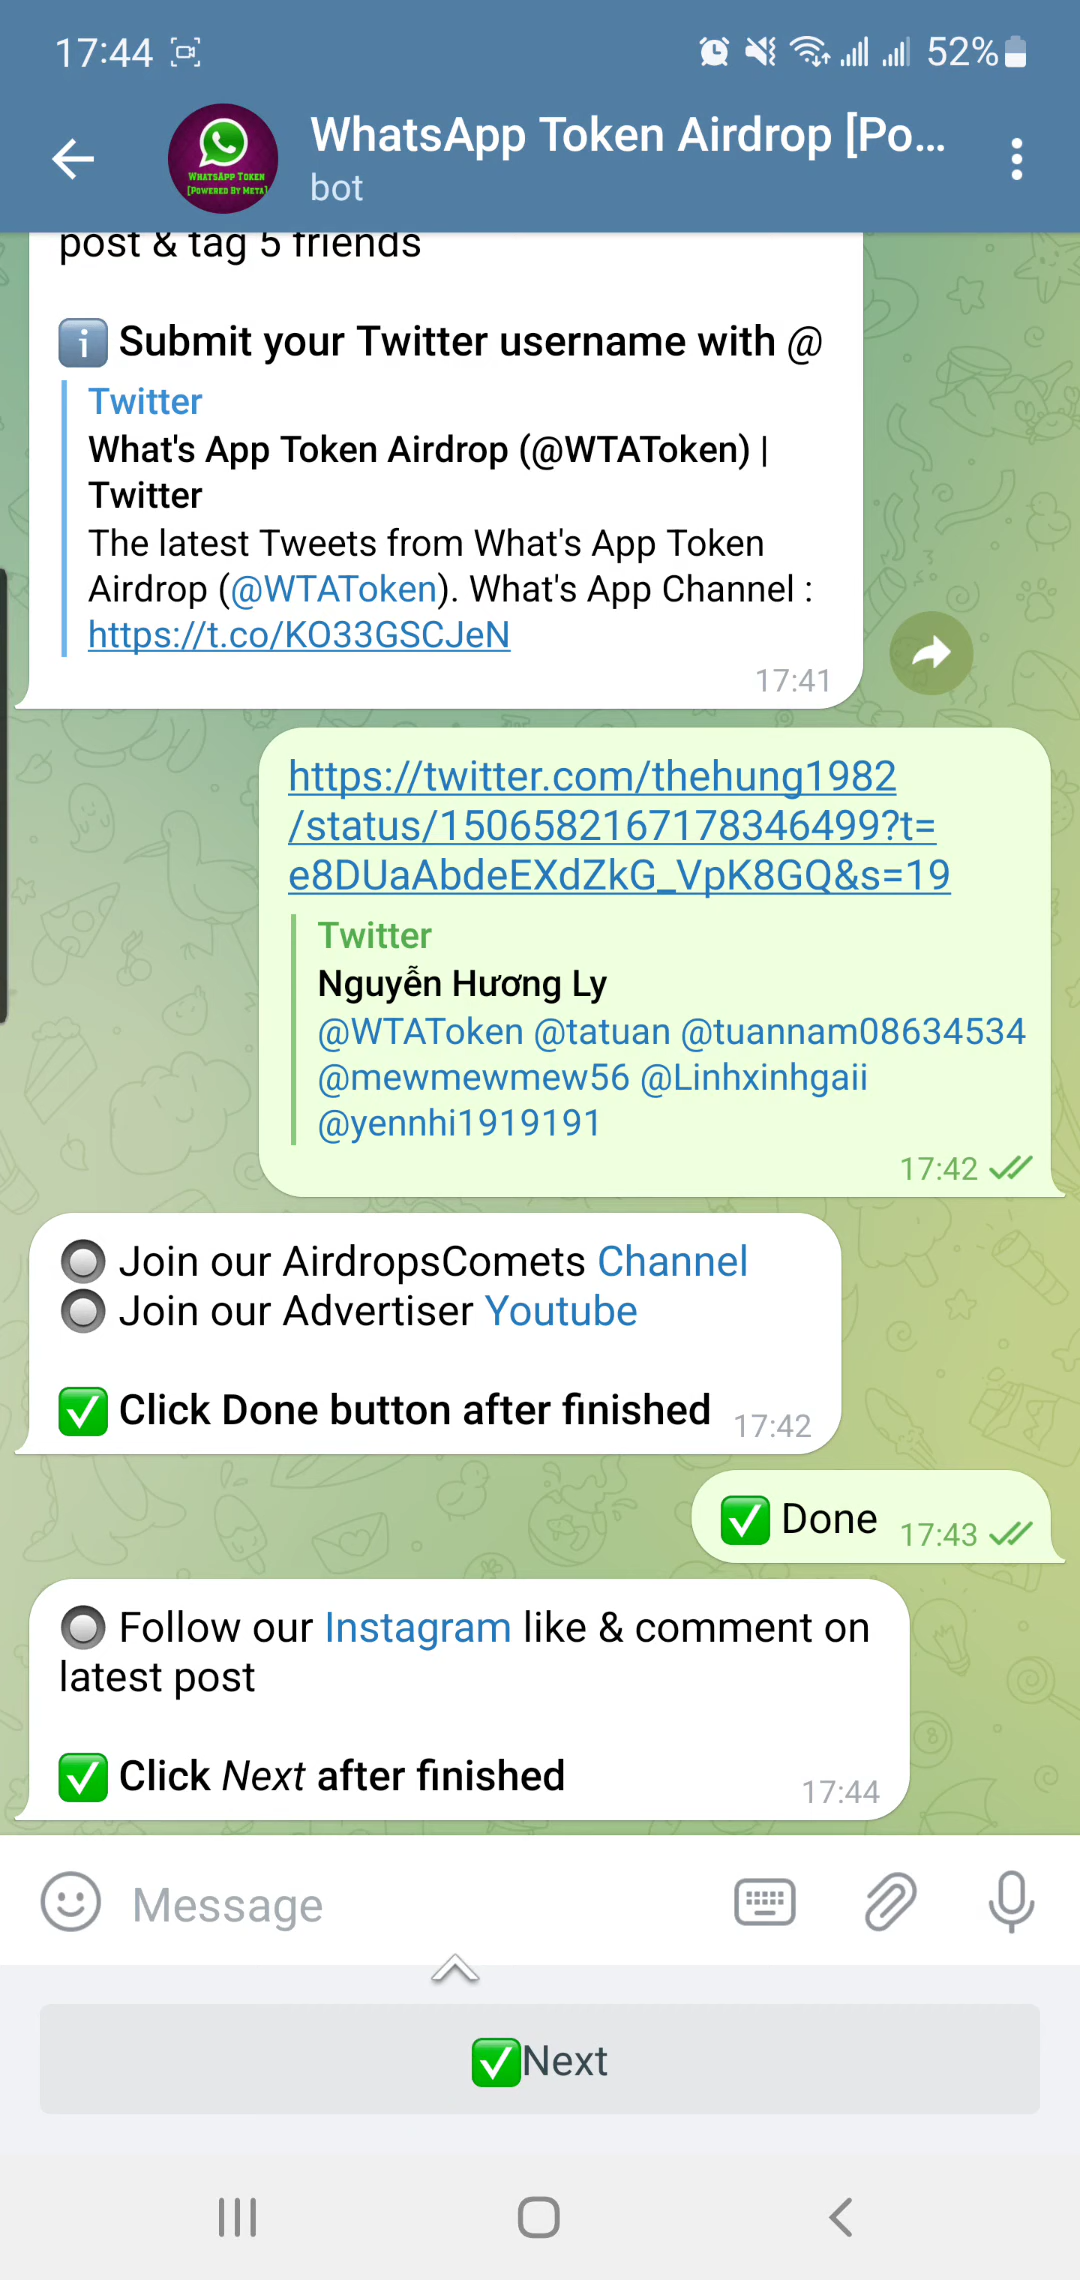 17:44
52%
WhatsApp Token Airdrop [Po...
bot
WHATSAPP TOKEN
[POWERED BY META]
post & tag 5 friends
Submit your Twitter username with @
Twitter
What's App Token Airdrop (@WTAToken) |
Twitter
The latest Tweets from What's App Token
Airdrop (@WTAToken). What's App Channel :
https://t.co/KO33GSCJeN
17:41
https://twitter.com/thehung1982
/status/1506582167178346499?t=
e8DUaAbdeEXdZkG_VpK8GQ&s=19
Twitter
Nguyễn Hương Ly
@WTAToken @tatuan @tuannam08634534
@mewmewmew56 @Linhxinhgaii
@yennhi1919191
17:42
Join our AirdropsComets Channel
Join our Advertiser Youtube
✅ Click Done button after finished
17:42
✅ Done
17:43
Follow our Instagram like & comment on
latest post
✅ Click Next after finished
17:44
Message
✅Next